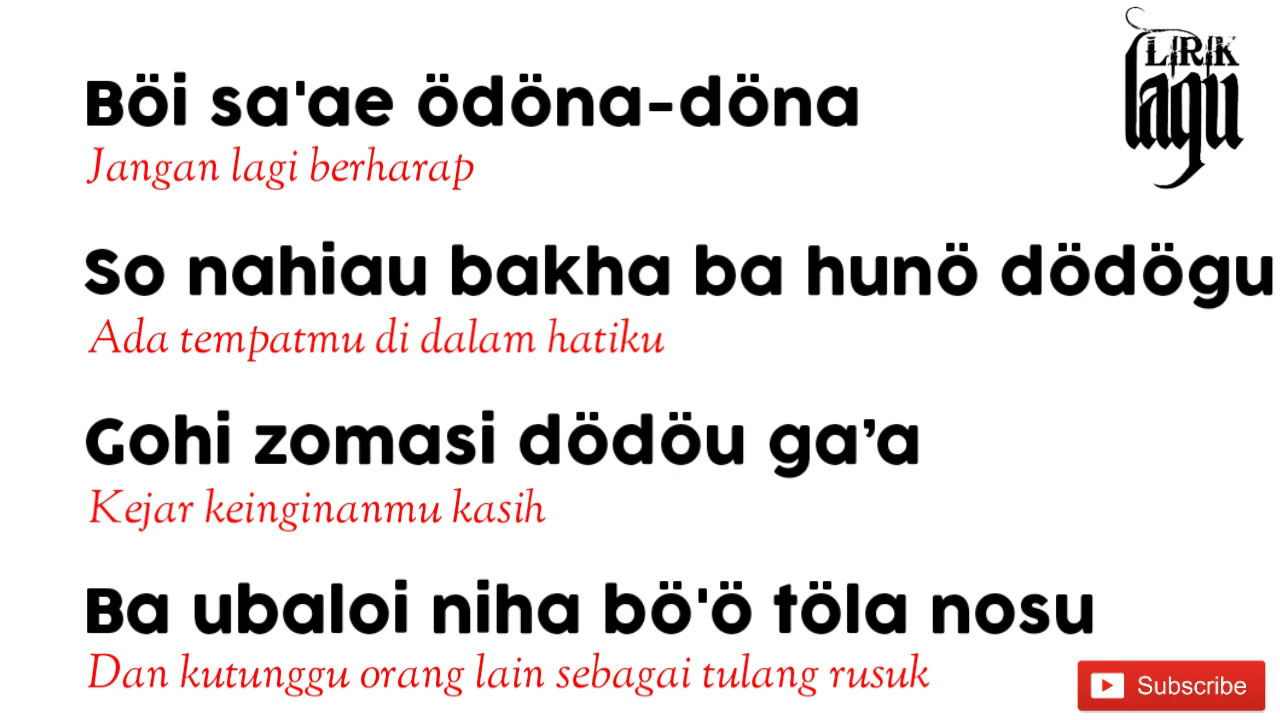 LIRIK
lagu
Böi sa'ae ödöna-döna
Jangan lagi berharap
So nahiau bakha ba hunö dödögu
Ada tempatmu di dalam hatiku
Gohi zomasi dödöu ga’a
Kejar keinginanmu kasih
Ba ubaloi niha bö'ö töla nosu
Dan kutunggu orang lain sebagai tulang rusuk
Subscribe